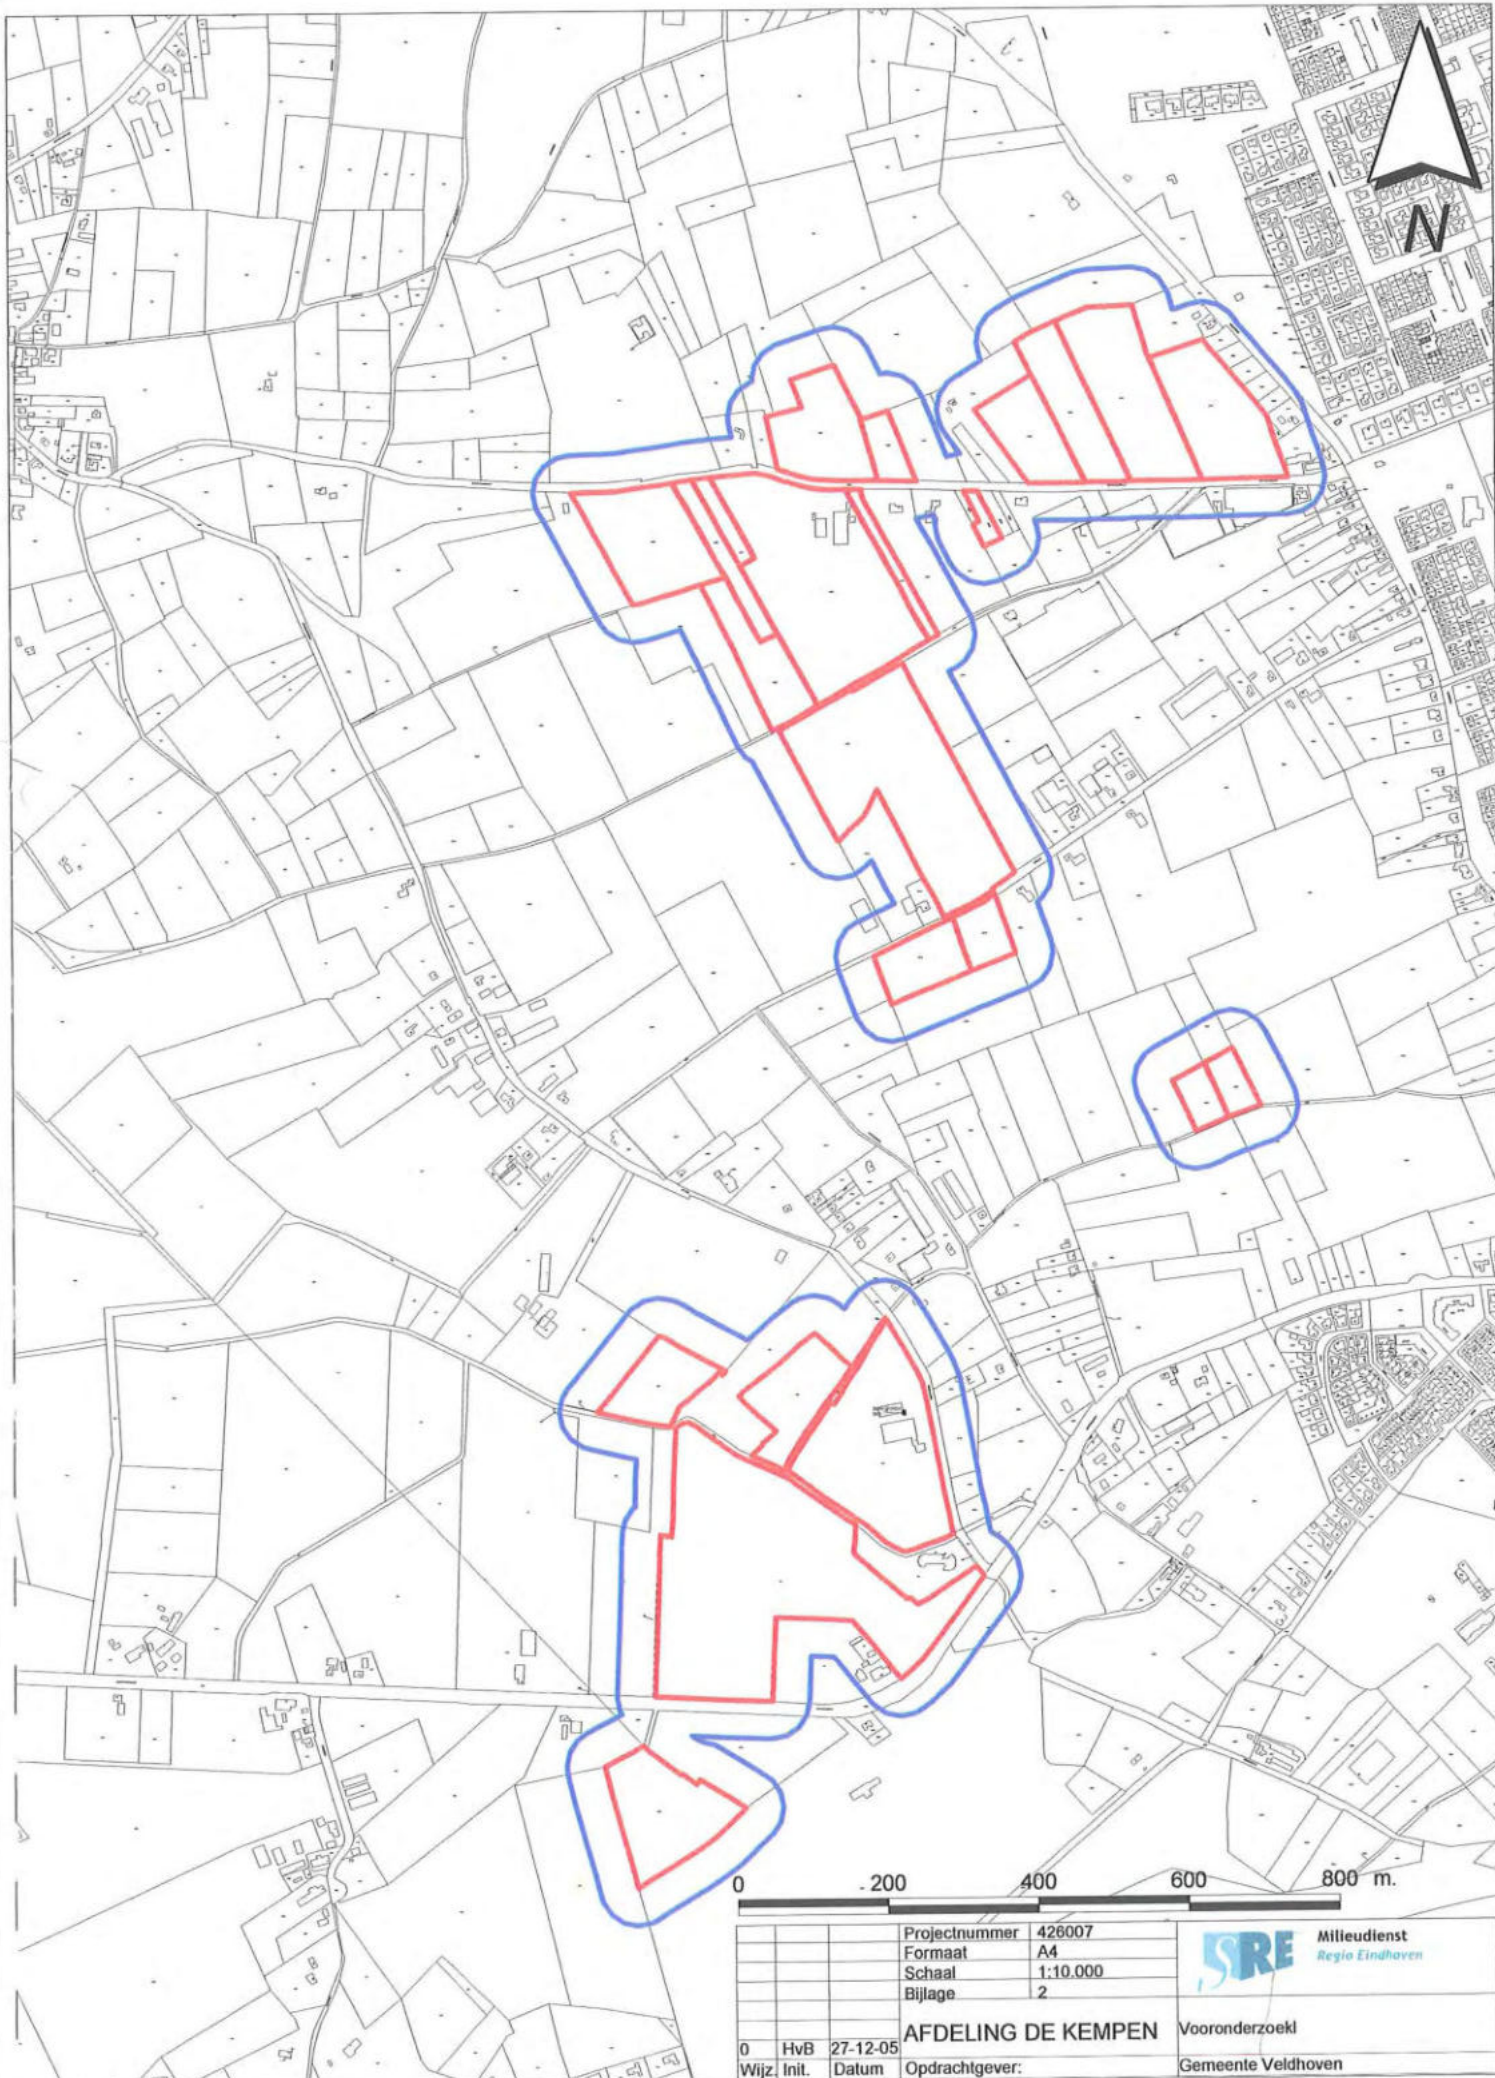 N
0 200 400 600 800 m.
Projectnummer 426007
Formaat A4
Schaal 1:10.000
Bijlage 2
SRE Milieudienst
Regio Eindhoven
AFDELING DE KEMPEN
Vooronderzoekl
0 HvB 27-12-05
Wijz. Init. Datum Opdrachtgever: Gemeente Veldhoven